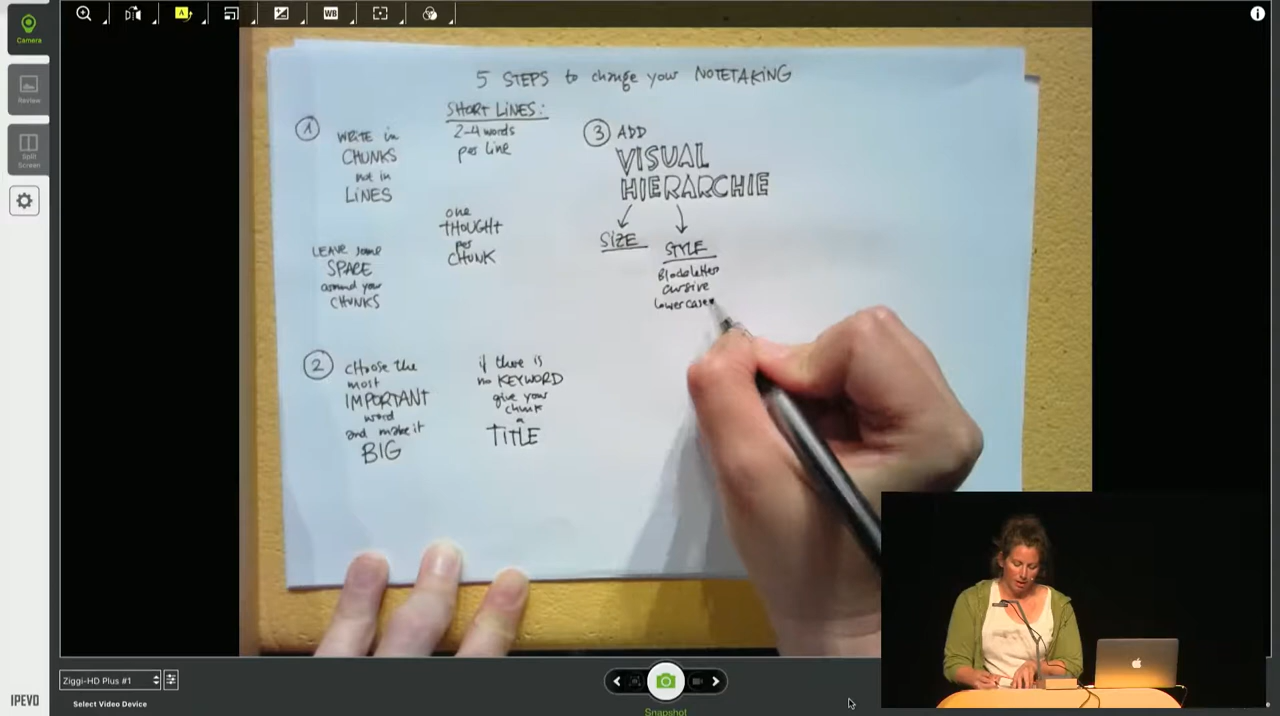 Camera
Review
Split
Screen
WB
5 STEPS to change your NOTETAKING
1
WRITE in
CHUNKS
not in
LINES
SHORT LINES:
2-4 words
per line
one
THOUGHT
per
CHUNK
LEAVE some
SPACE
around your
CHUNKS
2
CHOOSE the
most
IMPORTANT
word
and make it
BIG
if there is
no KEYWORD
give your
chunk
a
TITLE
3 ADD
VISUAL
HIERARCHIE
SIZE
STYLE
Blockletter
cursive
lowercase
IPEVO
Ziggi-HD Plus #1
Select Video Device
Snapshot